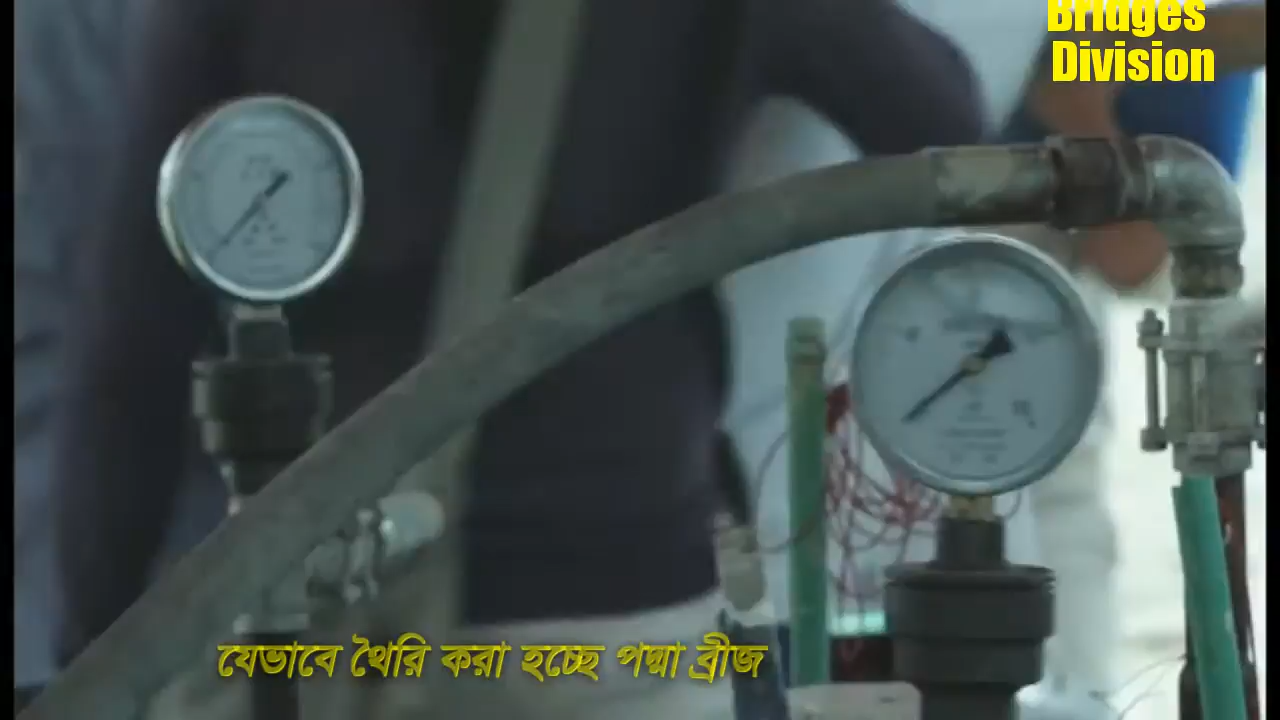 Bridges
Division
যেভাবে থৈরি করা হচ্ছে পদ্মা ব্রীজ